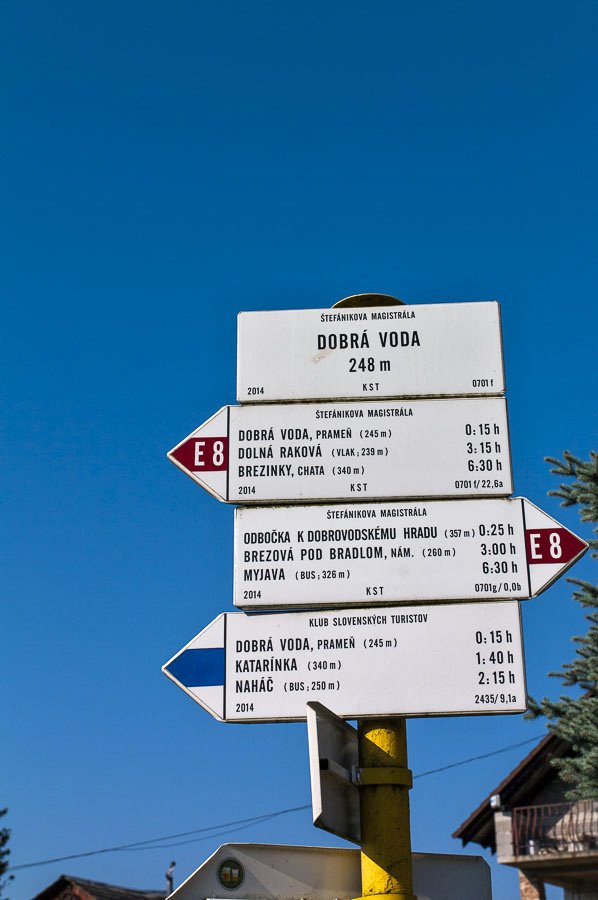 ŠTEFÁNIKOVA MAGISTRÁLA
DOBRÁ VODA
248 m
2014 KST 0701 f
ŠTEFÁNIKOVA MAGISTRÁLA
E 8
DOBRÁ VODA, PRAMEŇ (245 m) 0:15 h
DOLNÁ RAKOVÁ (VLAK; 239 m) 3:15 h
BREZINKY, CHATA (340 m) 6:30 h
2014 KST 0701 f/ 22,6a
ŠTEFÁNIKOVA MAGISTRÁLA
ODBOČKA K DOBROVODSKÉMU HRADU (357 m) 0:25 h
BREZOVÁ POD BRADLOM, NÁM. (260 m) 3:00 h
MYJAVA (BUS; 326 m) 6:30 h
E 8
2014 KST 0701g/ 0,0b
KLUB SLOVENSKÝCH TURISTOV
DOBRÁ VODA, PRAMEŇ (245 m) 0:15 h
KATARÍNKA (340 m) 1:40 h
NAHÁČ (BUS; 250 m) 2:15 h
2014 2435/ 9,1a